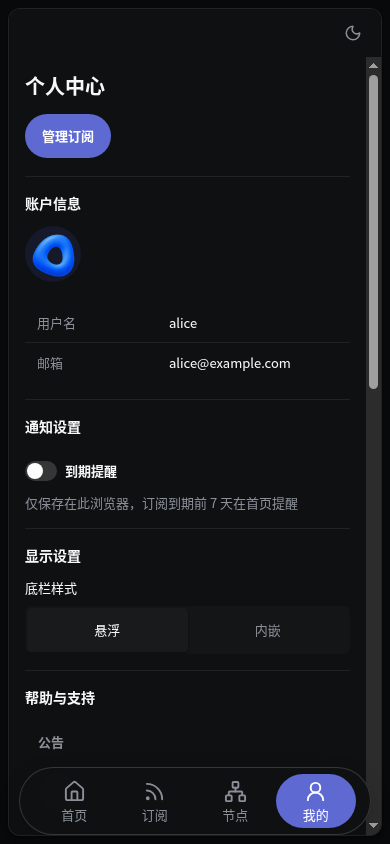 个人中心
管理订阅
账户信息
用户名 alice
邮箱 alice@example.com
通知设置
到期提醒
仅保存在此浏览器，订阅到期前 7 天在首页提醒
显示设置
底栏样式
悬浮 内嵌
帮助与支持
公告
首页 订阅 节点 我的